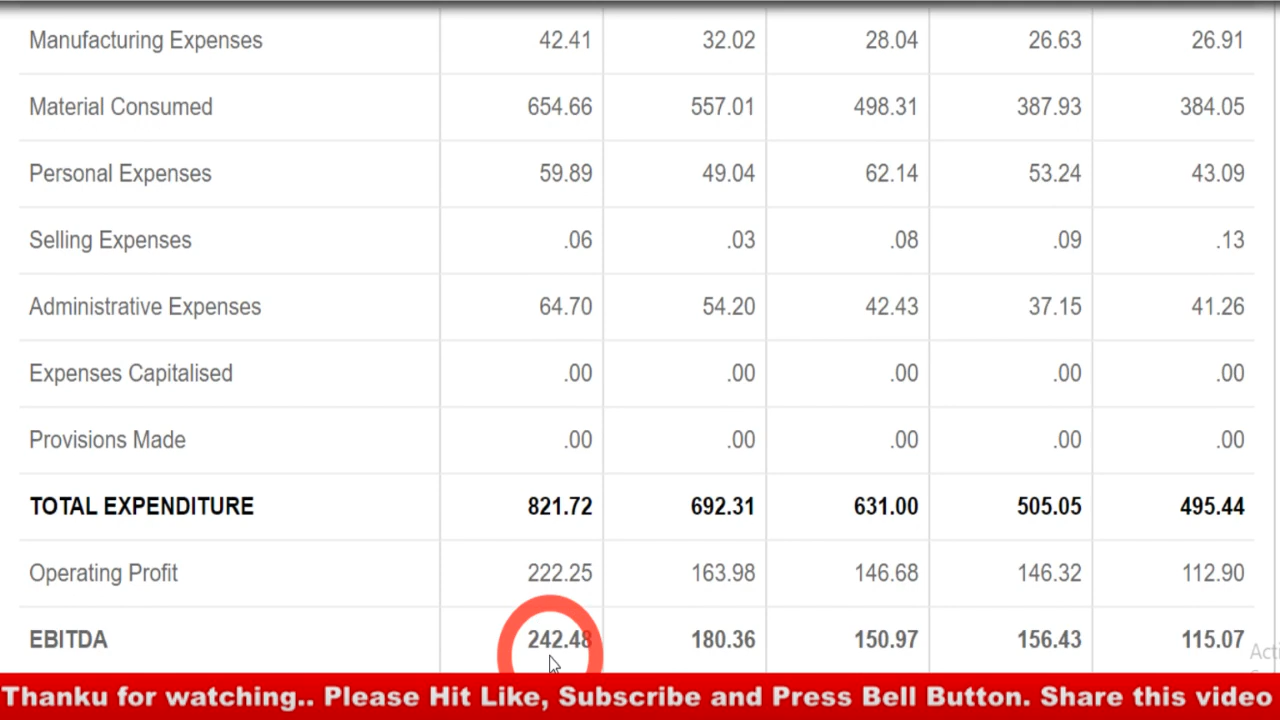 Manufacturing Expenses 42.41 32.02 28.04 26.63 26.91
Material Consumed 654.66 557.01 498.31 387.93 384.05
Personal Expenses 59.89 49.04 62.14 53.24 43.09
Selling Expenses .06 .03 .08 .09 .13
Administrative Expenses 64.70 54.20 42.43 37.15 41.26
Expenses Capitalised .00 .00 .00 .00 .00
Provisions Made .00 .00 .00 .00 .00
TOTAL EXPENDITURE 821.72 692.31 631.00 505.05 495.44
Operating Profit 222.25 163.98 146.68 146.32 112.90
EBITDA 242.48 180.36 150.97 156.43 115.07
Acti
Thanku for watching.. Please Hit Like, Subscribe and Press Bell Button. Share this video